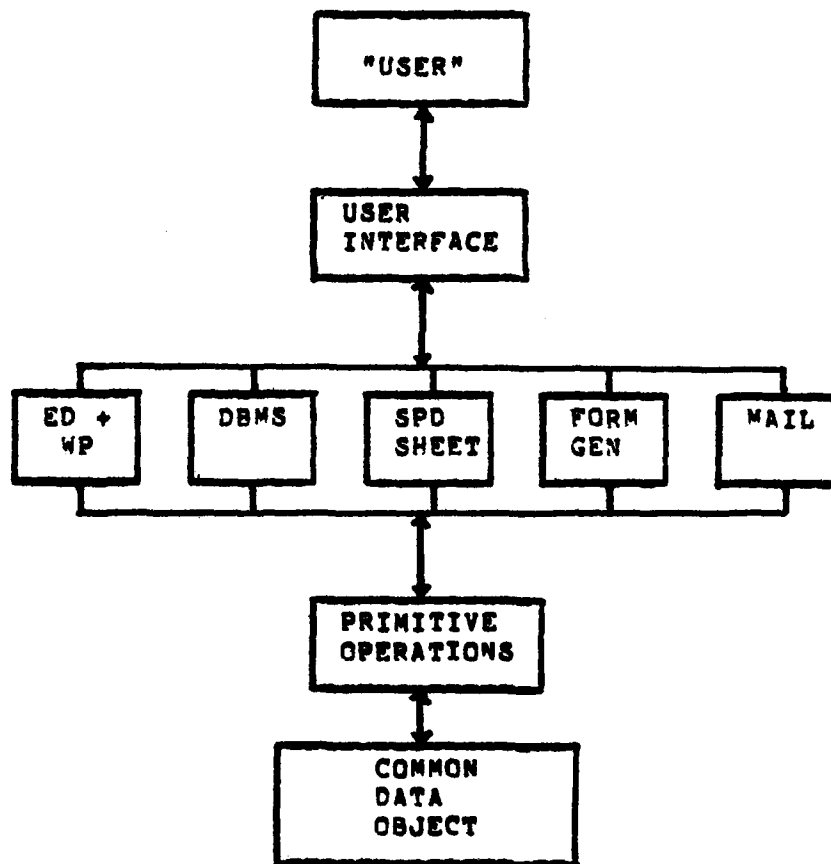 "USER"
USER
INTERFACE
ED +
WP
DBMS
SPD
SHEET
FORM
GEN
MAIL
PRIMITIVE
OPERATIONS
COMMON
DATA
OBJECT